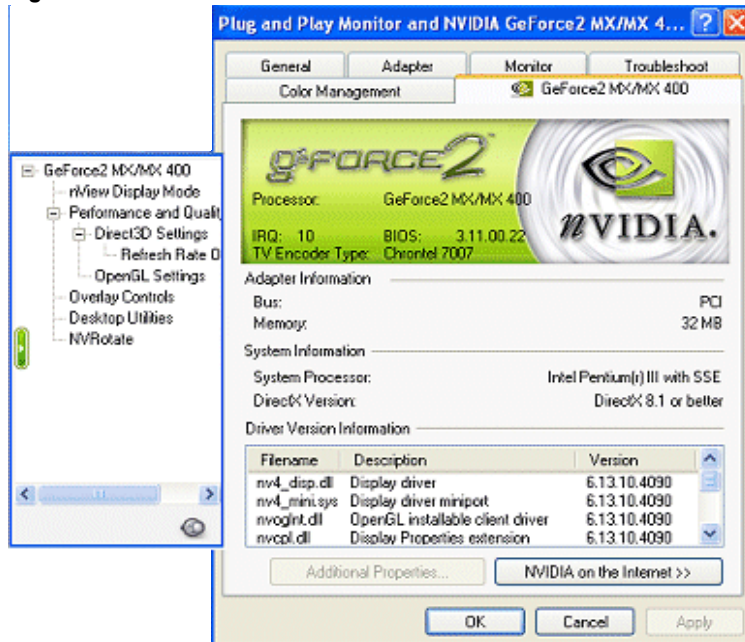 Plug and Play Monitor and NVIDIA GeForce2 MX/MX 4...
General Adapter Monitor Troubleshoot
Color Management GeForce2 MX/MX 400
GeForce2 MX/MX 400
nView Display Mode
Performance and Qualit
Direct3D Settings
Refresh Rate O
OpenGL Settings
Overlay Controls
Desktop Utilities
NVRotate
GEFORCE2
Processor: GeForce2 MX/MX 400
IRQ: 10 BIOS: 3.11.00.22
TV Encoder Type: Chrontel 7007
nVIDIA.
Adapter Information
Bus: PCI
Memory: 32 MB
System Information
System Processor: Intel Pentium(r) III with SSE
DirectX Version: DirectX 8.1 or better
Driver Version Information
Filename Description Version
nv4_disp.dll Display driver 6.13.10.4090
nv4_mini.sys Display driver miniport 6.13.10.4090
nvoglnt.dll OpenGL installable client driver 6.13.10.4090
nvcpl.dll Display Properties extension 6.13.10.4090
Additional Properties... NVIDIA on the Internet >>
OK Cancel Apply